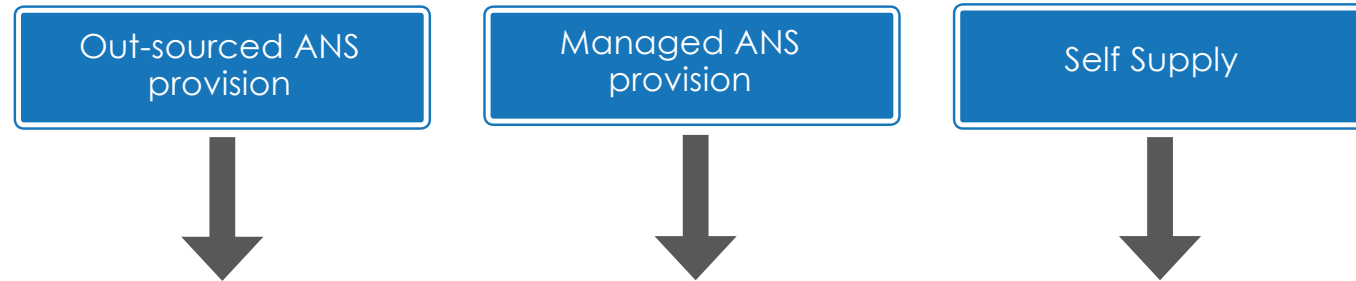 Out-sourced ANS
provision
Managed ANS
provision
Self Supply